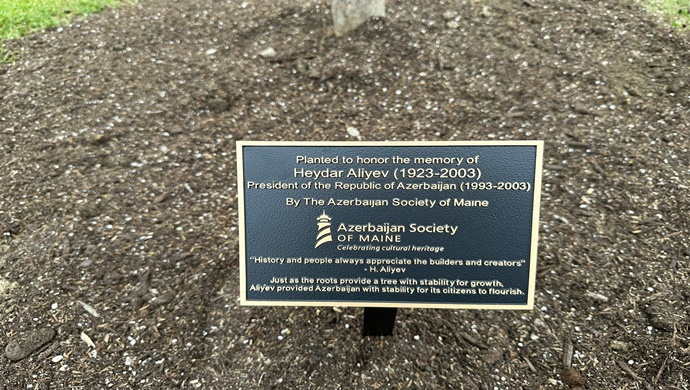 Planted to honor the memory of
Heydar Aliyev (1923-2003)
President of the Republic of Azerbaijan (1993-2003)
By The Azerbaijan Society of Maine
Azerbaijan Society
OF MAINE
Celebrating cultural heritage
"History and people always appreciate the builders and creators"
- H. Aliyev
Just as the roots provide a tree with stability for growth,
Aliyev provided Azerbaijan with stability for its citizens to flourish.